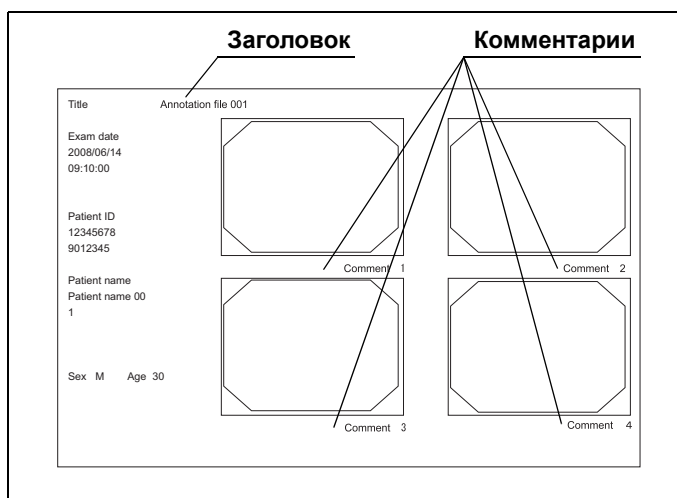 Заголовок
Комментарии
Title Annotation file 001
Exam date
2008/06/14
09:10:00
Patient ID
12345678
9012345
Patient name
Patient name 00
1
Sex M Age 30
Comment 1
Comment 2
Comment 3
Comment 4